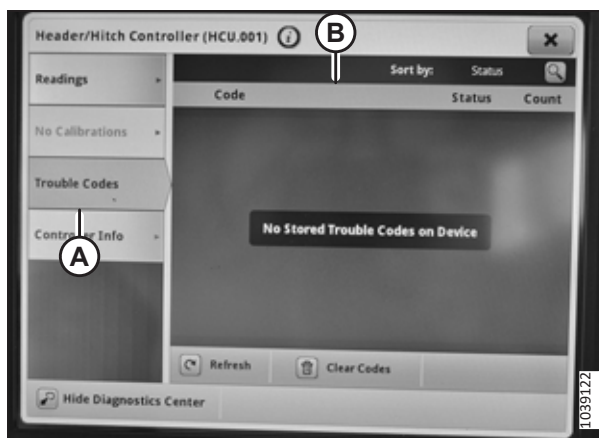 Header/Hitch Controller (HCU.001)
B
Readings
Sort by: Status
Code Status Count
No Calibrations
Trouble Codes
No Stored Trouble Codes on Device
Controller Info
A
Refresh Clear Codes
Hide Diagnostics Center
1039122